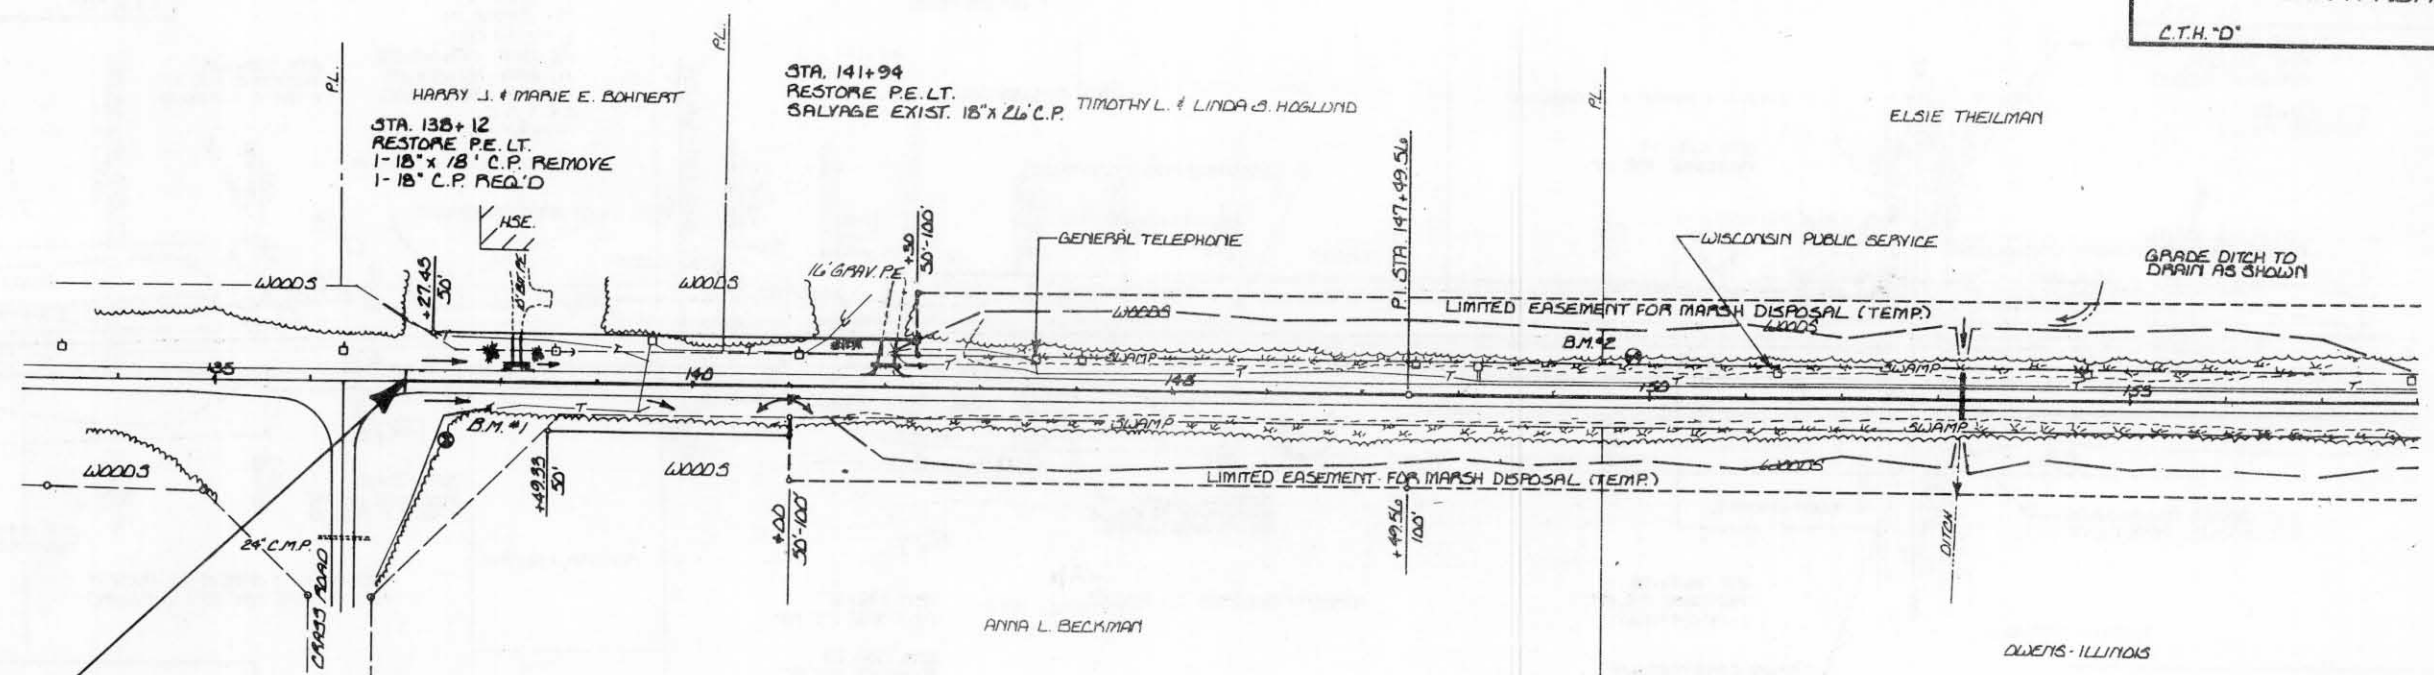 C.T.H. "D"
P.L.
HARRY J. & MARIE E. BOHNERT
STA. 138+12
RESTORE P.E. LT.
1-18" x 18' C.P. REMOVE
1-18" C.P. REQ'D
P.L.
STA. 141+94
RESTORE P.E. LT.
SALVAGE EXIST. 18" x 26' C.P.
TIMOTHY L. & LINDA S. HOGLUND
P.I. STA. 147+49.56
P.L.
ELSIE THEILMAN
HSE.
WOODS
+27.45
50'
WOODS
16' GRAV. P.E.
+50
50'-100'
GENERAL TELEPHONE
WISCONSIN PUBLIC SERVICE
GRADE DITCH TO
DRAIN AS SHOWN
WOODS
LIMITED EASEMENT FOR MARSH DISPOSAL (TEMP.)
WOODS
B.M. #2
SWAMP
SWAMP
135
140
145
150
155
T
B.M. #1
SWAMP
SWAMP
WOODS
+49.93
50'
WOODS
+00
50'-100'
LIMITED EASEMENT FOR MARSH DISPOSAL (TEMP.)
WOODS
+49.56
100'
DITCH
24" C.M.P.
CRASS ROAD
ANNA L. BECKMAN
OWENS-ILLINOIS